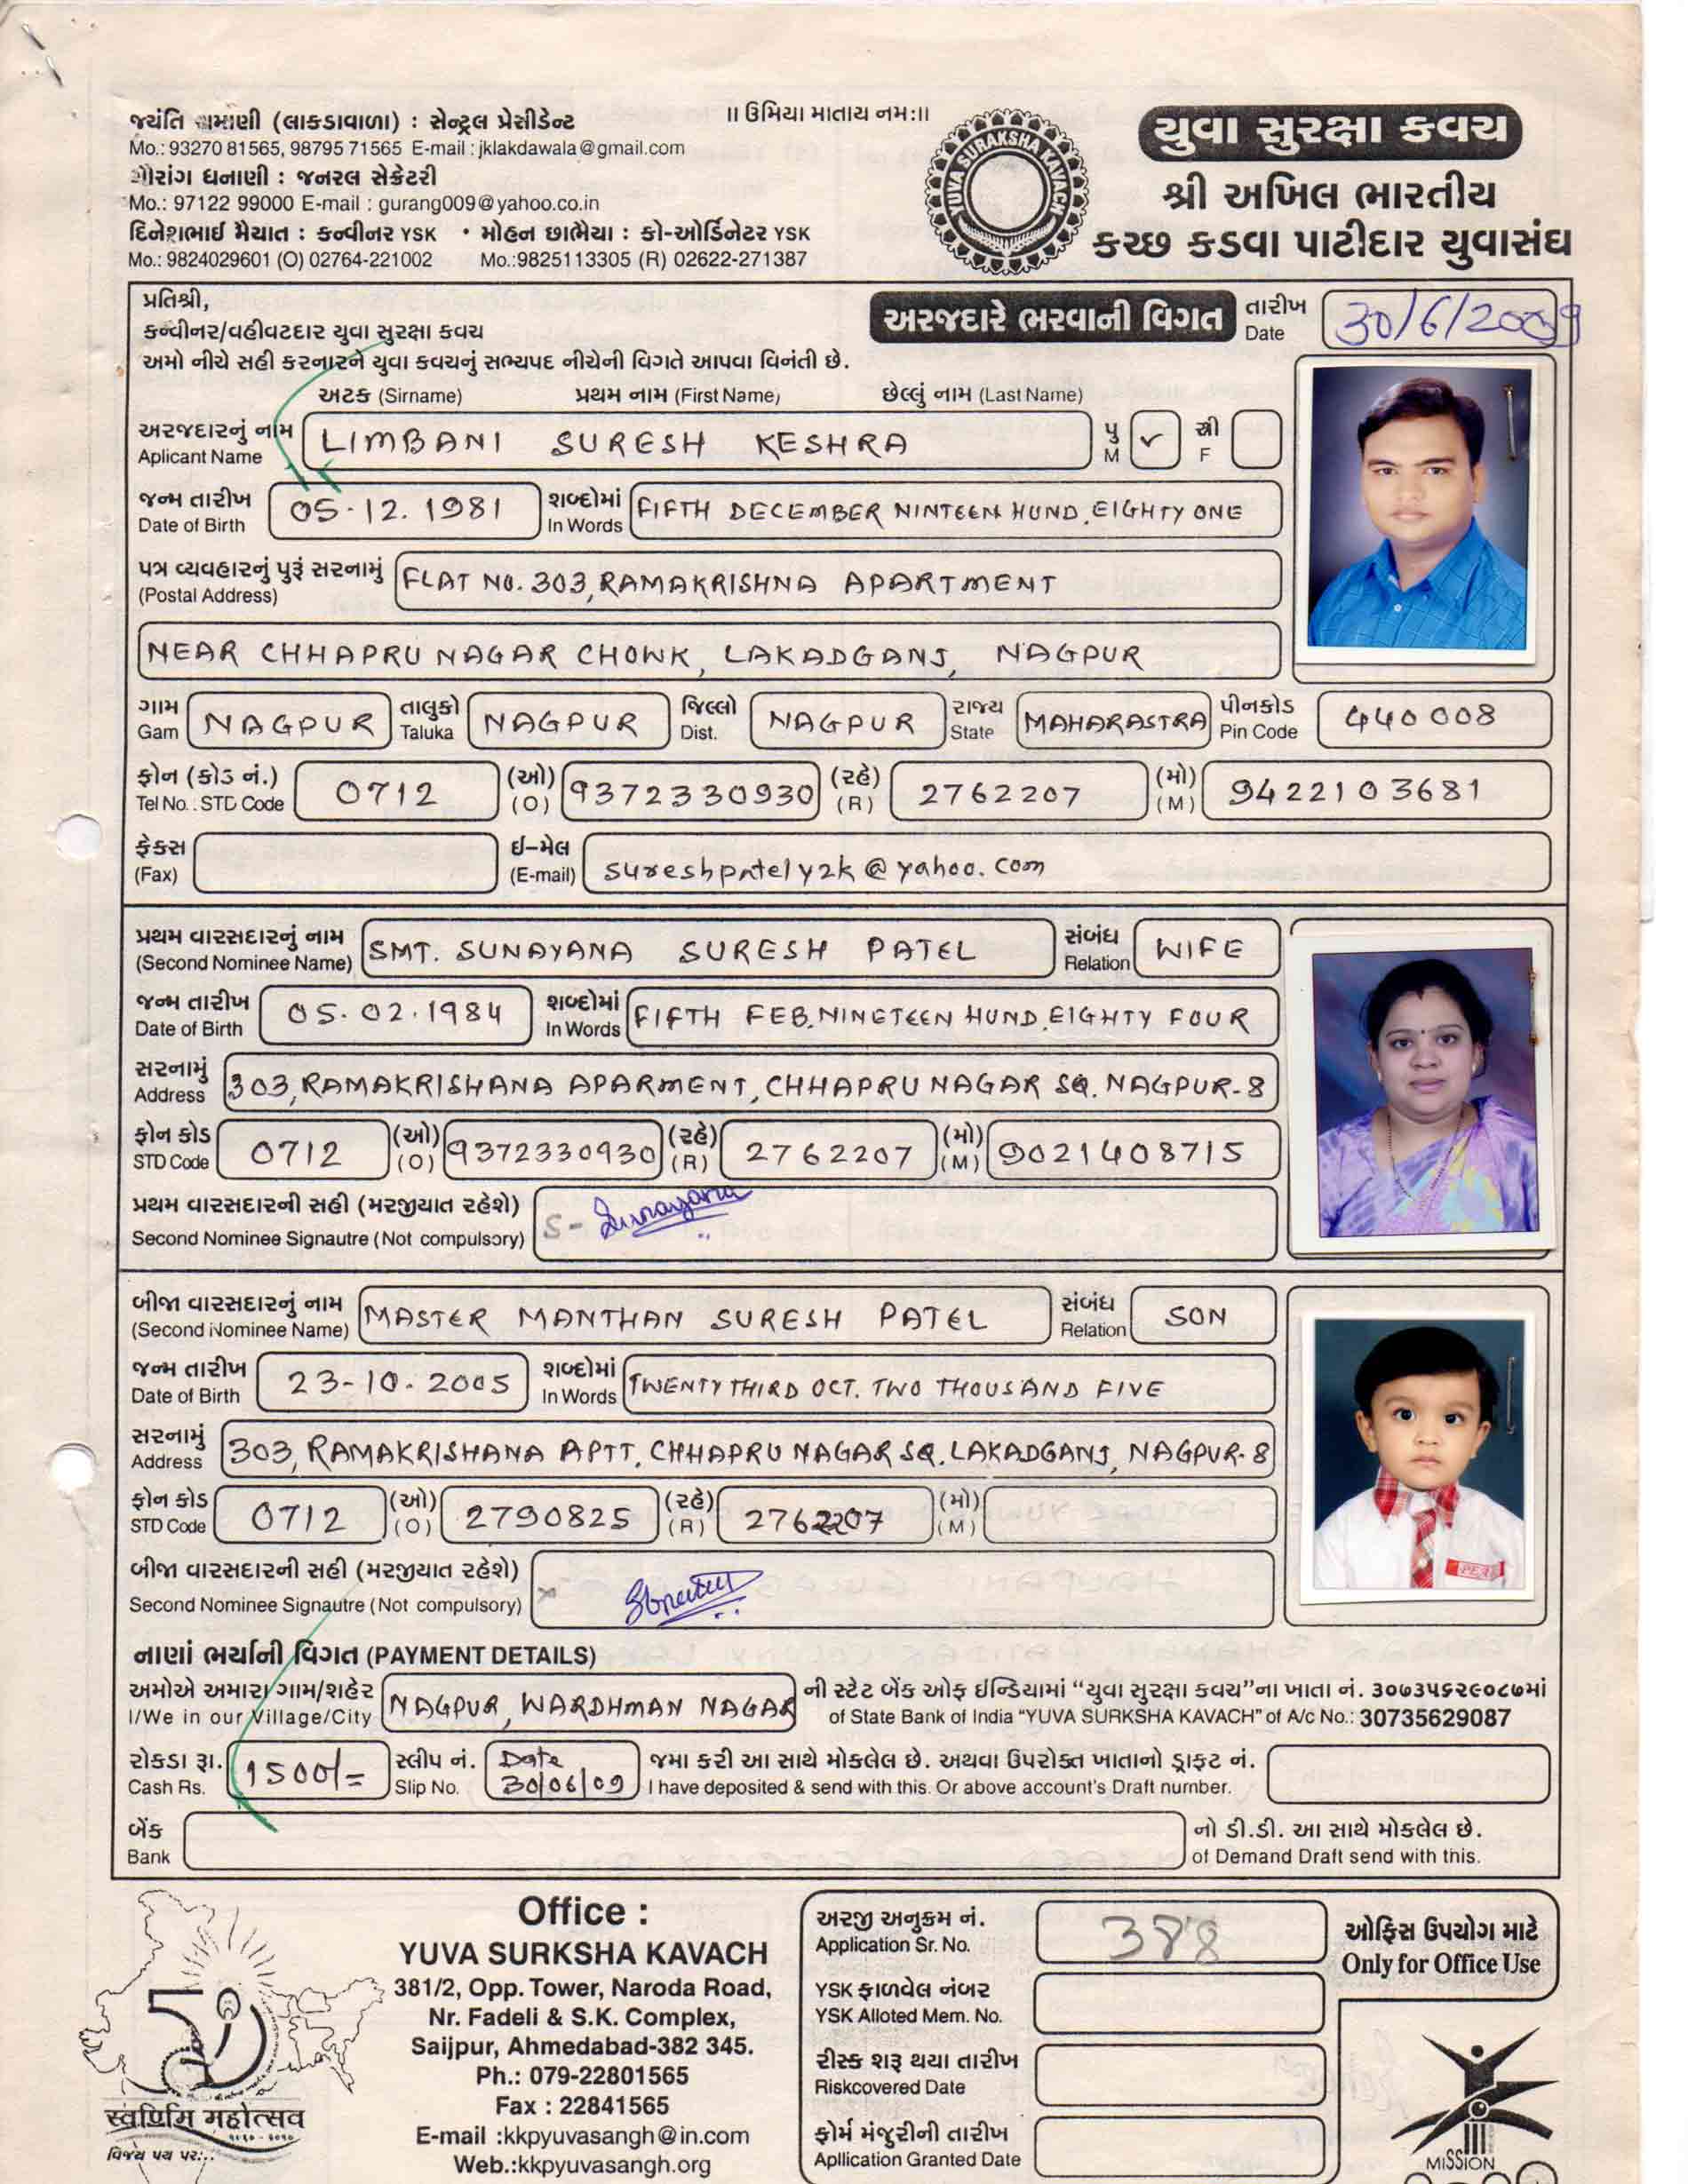 ॥ ઉમિયા માતાય નમ:॥
જ્યંતિ રામાણી (લાકડાવાળા) : સેન્ટ્રલ પ્રેસીડેન્ટ
Mo.: 93270 81565, 98795 71565 E-mail : jklakdawala@gmail.com
ગૌરાંગ ધનાણી : જનરલ સેક્રેટરી
Mo.: 97122 99000 E-mail : gurang009@yahoo.co.in
દિનેશભાઈ મૈયાત : કન્વીનર YSK • મોહન છાભૈયા : કો-ઓર્ડિનેટર YSK
Mo.: 9824029601 (O) 02764-221002 Mo.:9825113305 (R) 02622-271387
YUVA SURAKSHA KAVACH
યુવા સુરક્ષા કવચ
શ્રી અખિલ ભારતીય
કચ્છ કડવા પાટીદાર યુવાસંઘ
પ્રતિશ્રી,
કન્વીનર/વહીવટદાર યુવા સુરક્ષા કવચ
અરજદારે ભરવાની વિગત તારીખ Date 30/6/2009
અમો નીચે સહી કરનારને યુવા કવચનું સભ્યપદ નીચેની વિગતે આપવા વિનંતી છે.
અટક (Sirname) પ્રથમ નામ (First Name) છેલ્લું નામ (Last Name)
અરજદારનું નામ LIMBANI SURESH KESHRA પુ ✓ સ્ત્રી
Aplicant Name M F
જન્મ તારીખ 05-12.1981 શબ્દોમાં FIFTH DECEMBER NINTEEN HUND. EIGHTY ONE
Date of Birth In Words
પત્ર વ્યવહારનું પુરૂં સરનામું FLAT NO. 303, RAMAKRISHNA APARTMENT
(Postal Address)
NEAR CHHAPRU NAGAR CHOWK, LAKADGANJ, NAGPUR
ગામ NAGPUR તાલુકો NAGPUR જિલ્લો NAGPUR રાજ્ય MAHARASTRA પીનકોડ 440 008
Gam Taluka Dist. State Pin Code
ફોન (કોડ નં.) 0712 (ઓ) 9372330930 (રહે) 2762207 (મો) 9422103681
Tel No. : STD Code (O) (R) (M)
ફેક્સ ઈ-મેલ sureshpately2k@yahoo.com
(Fax) (E-mail)
પ્રથમ વારસદારનું નામ SMT. SUNAYANA SURESH PATEL સંબંધ WIFE
(Second Nominee Name) Relation
જન્મ તારીખ 05.02.1984 શબ્દોમાં FIFTH FEB. NINETEEN HUND. EIGHTY FOUR
Date of Birth In Words
સરનામું 303, RAMAKRISHANA APARMENT, CHHAPRU NAGAR SQ. NAGPUR-8
Address
ફોન કોડ 0712 (ઓ) 9372330930 (રહે) 2762207 (મો) 9021408715
STD Code (O) (R) (M)
પ્રથમ વારસદારની સહી (મરજીયાત રહેશે) S- Sunayana
Second Nominee Signautre (Not compulsory)
બીજા વારસદારનું નામ MASTER MANTHAN SURESH PATEL સંબંધ SON
(Second Nominee Name) Relation
જન્મ તારીખ 23-10-2005 શબ્દોમાં TWENTY THIRD OCT. TWO THOUSAND FIVE
Date of Birth In Words
સરનામું 303, RAMAKRISHANA APTT. CHHAPRU NAGAR SQ. LAKADGANJ, NAGPUR-8
Address
ફોન કોડ 0712 (ઓ) 2790825 (રહે) 2762207 (મો)
STD Code (O) (R) (M)
બીજા વારસદારની સહી (મરજીયાત રહેશે)
Second Nominee Signautre (Not compulsory)
નાણાં ભર્યાની વિગત (PAYMENT DETAILS)
અમોએ અમારા ગામ/શહેર NAGPUR, WARDHMAN NAGAR ની સ્ટેટ બેંક ઓફ ઈન્ડિયામાં “યુવા સુરક્ષા કવચ”ના ખાતા નં. ૩૦૭૩૫૬૨૯૦૮૭માં
I/We in our Village/City of State Bank of India “YUVA SURKSHA KAVACH” of A/c No.: 30735629087
રોકડા રૂા. 1500/= સ્લીપ નં. Date 30/06/09 જમા કરી આ સાથે મોકલેલ છે. અથવા ઉપરોક્ત ખાતાનો ડ્રાફ્ટ નં.
Cash Rs. Slip No. I have deposited & send with this. Or above account's Draft number.
બેંક નો ડી.ડી. આ સાથે મોકલેલ છે.
Bank of Demand Draft send with this.
Office :
YUVA SURKSHA KAVACH
381/2, Opp. Tower, Naroda Road,
Nr. Fadeli & S.K. Complex,
Saijpur, Ahmedabad-382 345.
Ph.: 079-22801565
Fax : 22841565
E-mail :kkpyuvasangh@in.com
Web.:kkpyuvasangh.org
स्वर्णिम महोत्सव
વિજય પથ પર...
અરજી અનુક્રમ નં. 388
Application Sr. No.
ઓફિસ ઉપયોગ માટે
Only for Office Use
YSK ફાળવેલ નંબર
YSK Alloted Mem. No.
રીસ્ક શરૂ થયા તારીખ
Riskcovered Date
ફોર્મ મંજુરીની તારીખ
Apllication Granted Date
MISSION